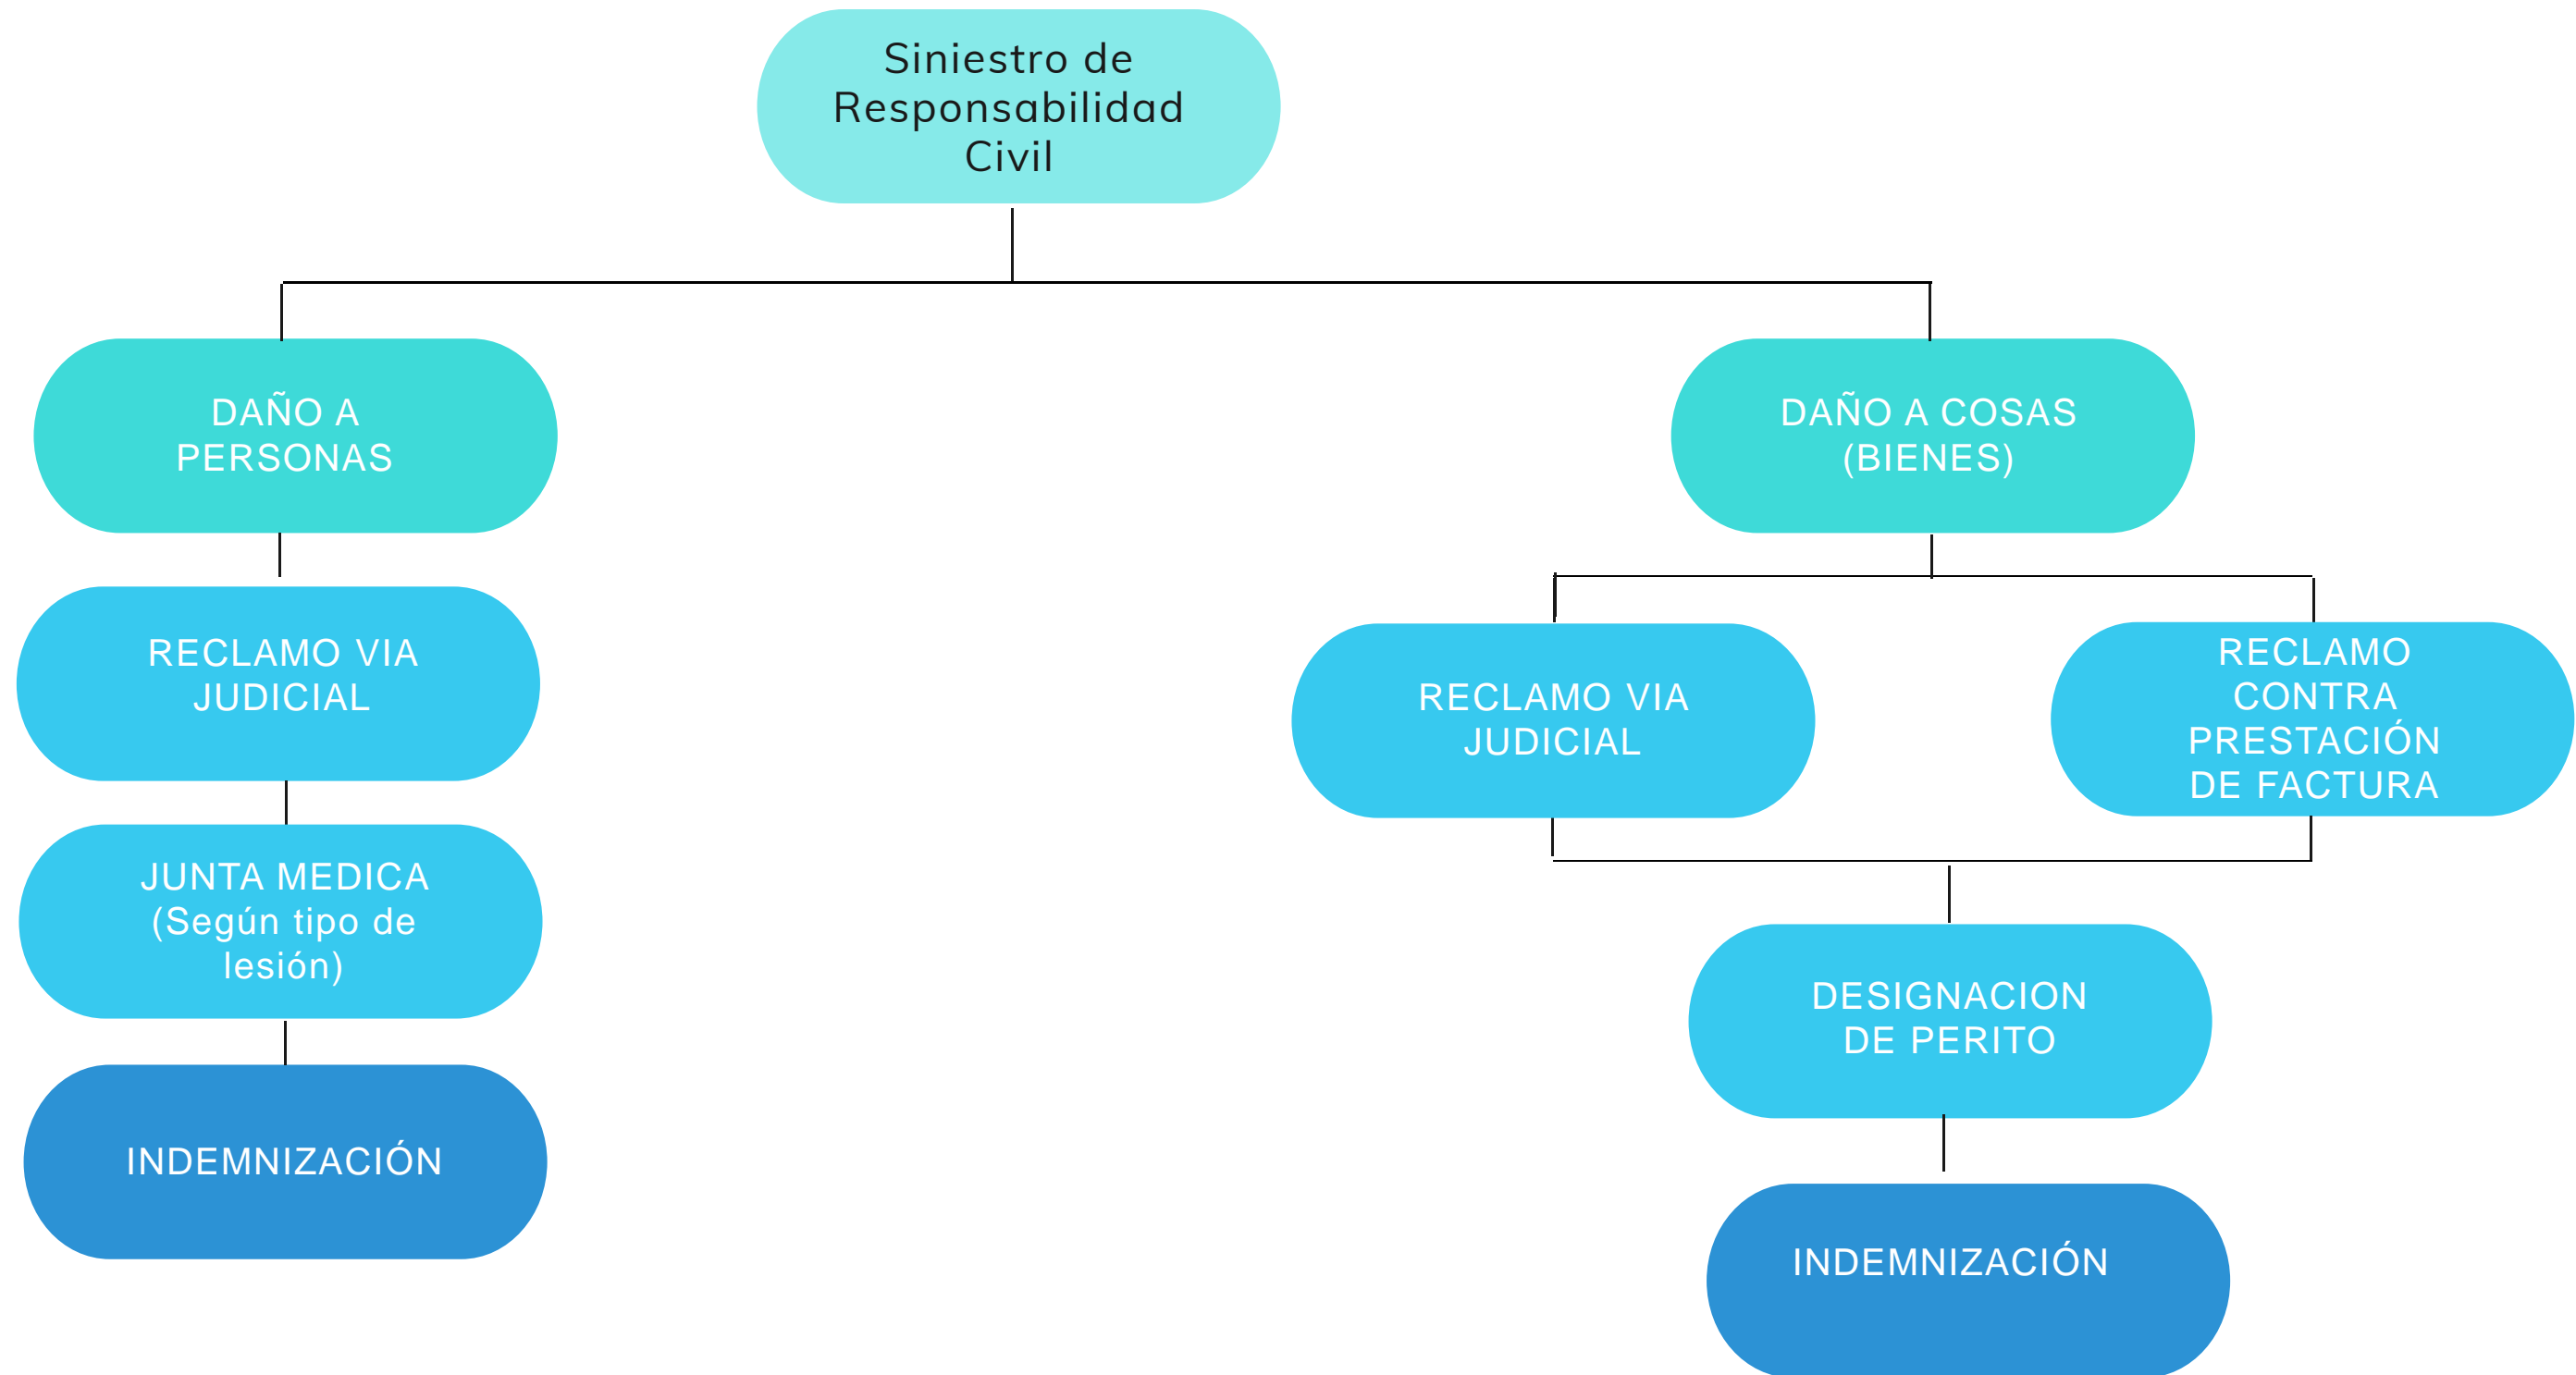 Siniestro de
Responsabilidad
Civil
DAÑO A
PERSONAS
DAÑO A COSAS
(BIENES)
RECLAMO VIA
JUDICIAL
RECLAMO VIA
JUDICIAL
RECLAMO
CONTRA
PRESTACIÓN
DE FACTURA
JUNTA MEDICA
(Según tipo de
lesión)
DESIGNACION
DE PERITO
INDEMNIZACIÓN
INDEMNIZACIÓN